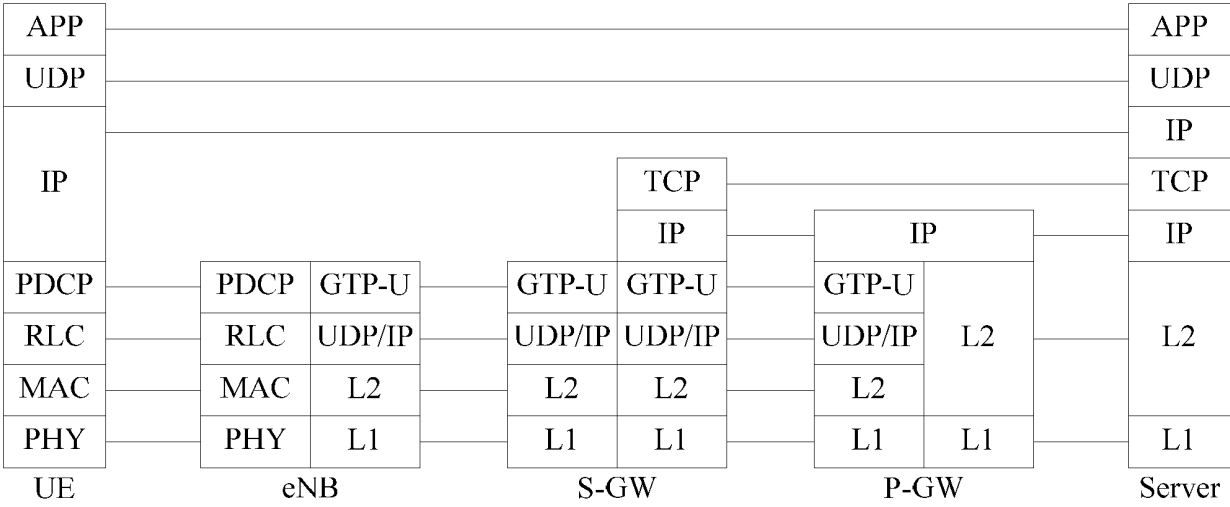 APP APP
UDP UDP
IP
IP TCP TCP
IP IP IP
PDCP PDCP GTP-U GTP-U GTP-U GTP-U
RLC RLC UDP/IP UDP/IP UDP/IP UDP/IP L2 L2
MAC MAC L2 L2 L2 L2
PHY PHY L1 L1 L1 L1 L1 L1
UE eNB S-GW P-GW Server